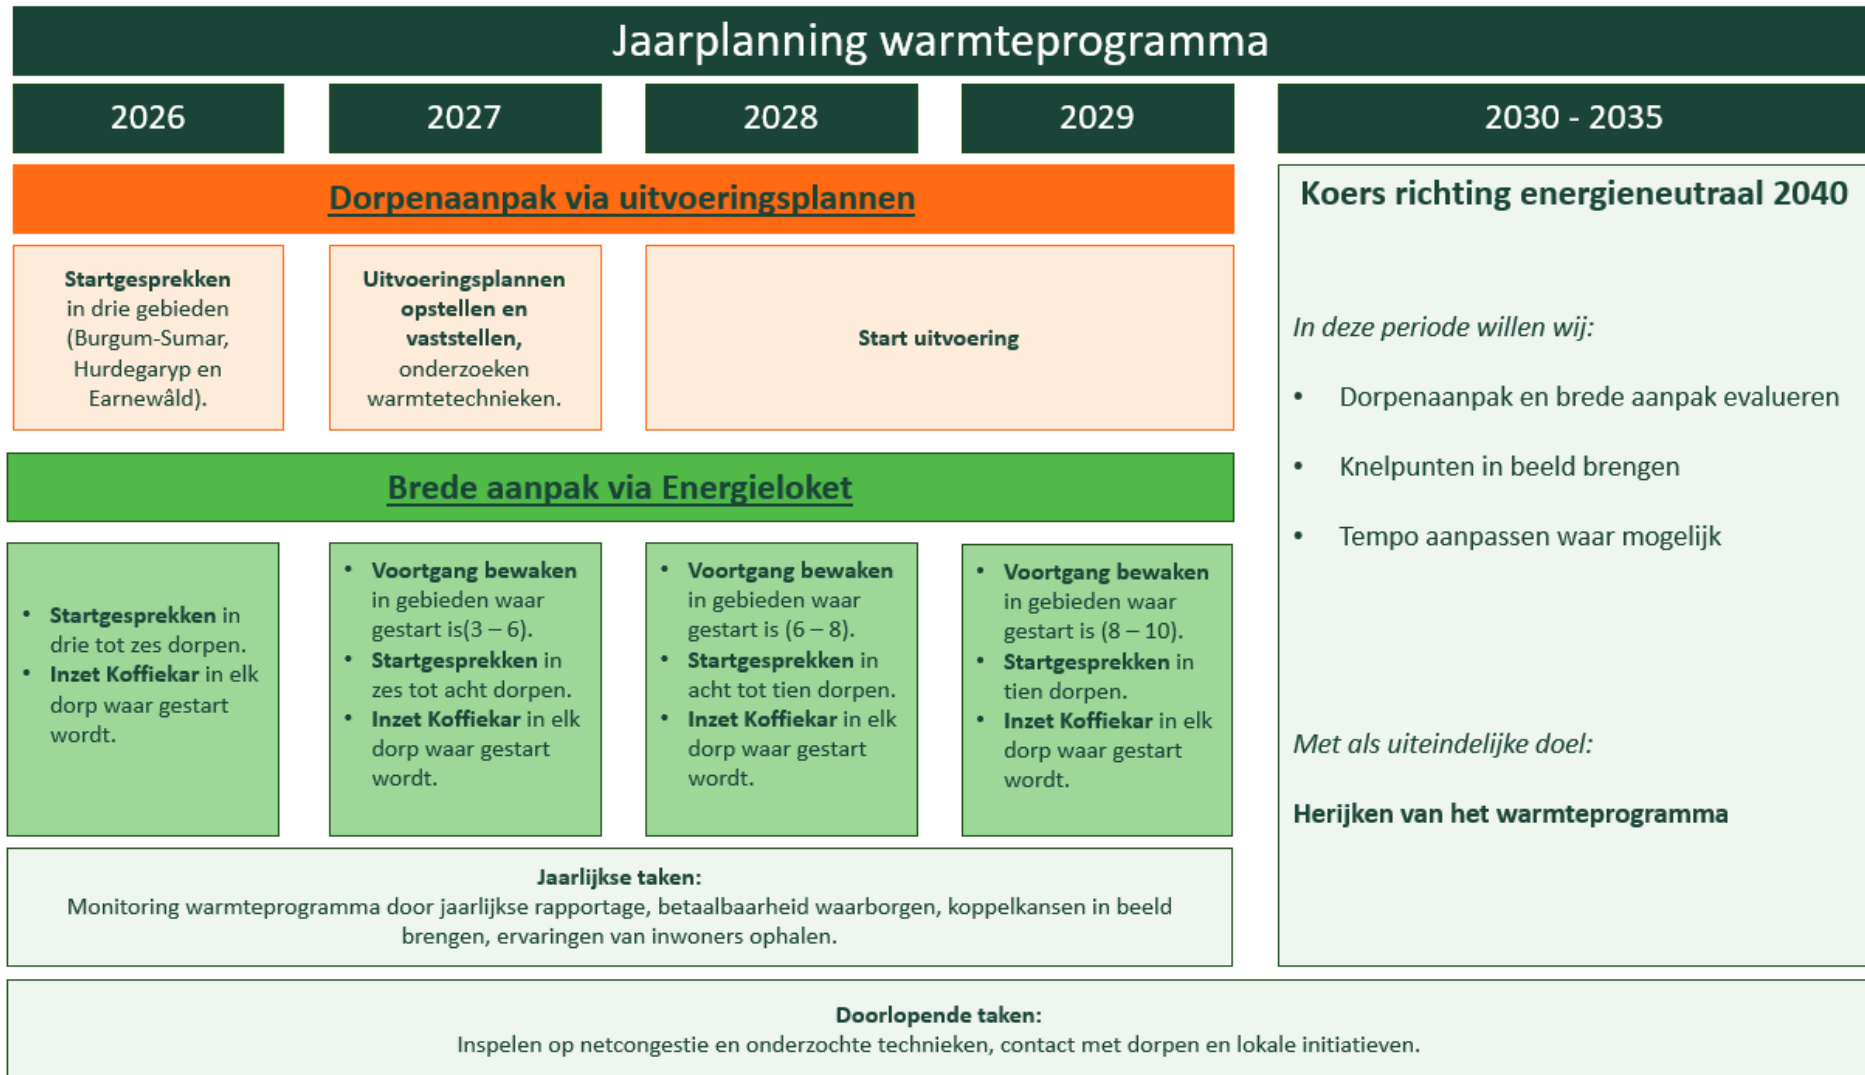 Jaarplanning warmteprogramma
2026
2027
2028
2029
2030 - 2035
Dorpenaanpak via uitvoeringsplannen
Startgesprekken
in drie gebieden
(Burgum-Sumar,
Hurdegaryp en
Earnewâld).
Uitvoeringsplannen
opstellen en
vaststellen,
onderzoeken
warmtetechnieken.
Start uitvoering
Brede aanpak via Energieloket
• Startgesprekken in
drie tot zes dorpen.
• Inzet Koffiekar in elk
dorp waar gestart
wordt.
• Voortgang bewaken
in gebieden waar
gestart is(3 – 6).
• Startgesprekken in
zes tot acht dorpen.
• Inzet Koffiekar in elk
dorp waar gestart
wordt.
• Voortgang bewaken
in gebieden waar
gestart is (6 – 8).
• Startgesprekken in
acht tot tien dorpen.
• Inzet Koffiekar in elk
dorp waar gestart
wordt.
• Voortgang bewaken
in gebieden waar
gestart is (8 – 10).
• Startgesprekken in
tien dorpen.
• Inzet Koffiekar in elk
dorp waar gestart
wordt.
Koers richting energieneutraal 2040
In deze periode willen wij:
• Dorpenaanpak en brede aanpak evalueren
• Knelpunten in beeld brengen
• Tempo aanpassen waar mogelijk
Met als uiteindelijke doel:
Herijken van het warmteprogramma
Jaarlijkse taken:
Monitoring warmteprogramma door jaarlijkse rapportage, betaalbaarheid waarborgen, koppelkansen in beeld
brengen, ervaringen van inwoners ophalen.
Doorlopende taken:
Inspelen op netcongestie en onderzochte technieken, contact met dorpen en lokale initiatieven.